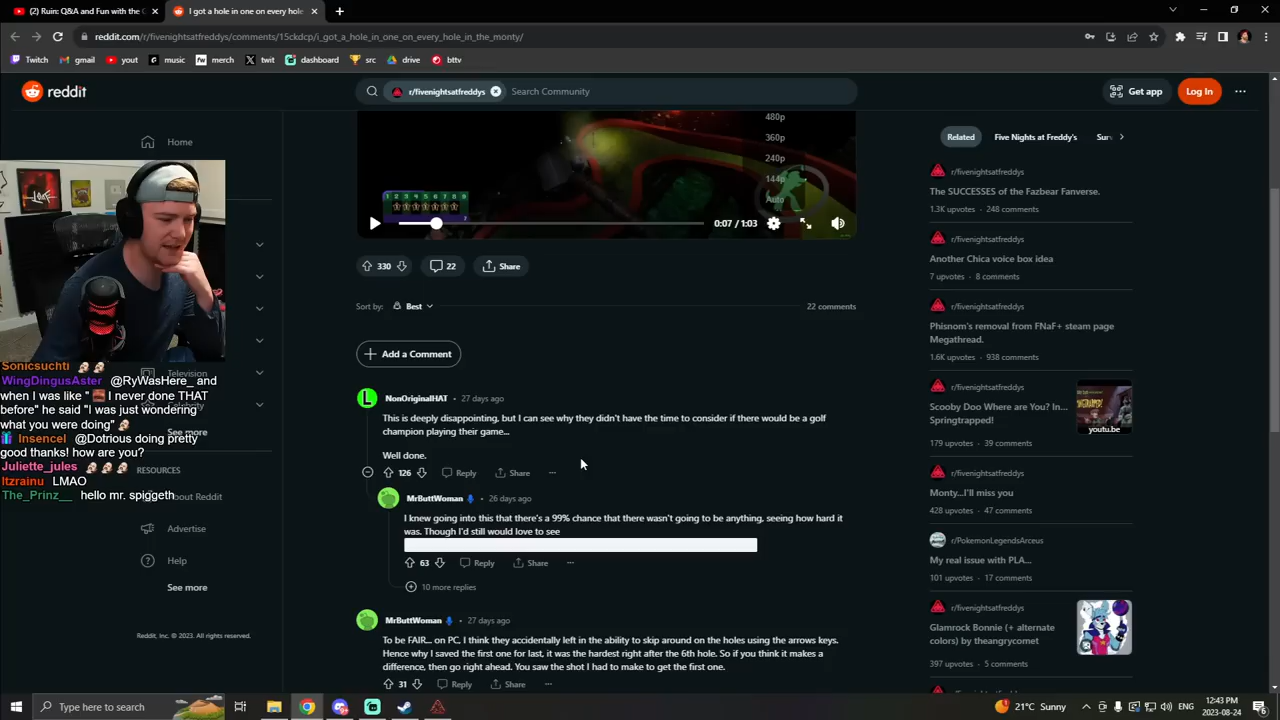 (2) Ruin: Q&A and Fun with the C
I got a hole in one on every hole
reddit.com/r/fivenightsatfreddys/comments/15ckdcp/i_got_a_hole_in_one_on_every_hole_in_the_monty/
Twitch gmail yout music merch twit dashboard src drive bttv
reddit
r/fivenightsatfreddys
Search Community
Get app
Log In
Home
Television
Celebrity
See more
RESOURCES
About Reddit
Advertise
Help
See more
Reddit, Inc. © 2023. All rights reserved.
Sonicsuchti
WingDingusAster @RyWasHere_ and
when I was like " I never done THAT
before" he said "I was just wondering
what you were doing"
Insencel @Dotrious doing pretty
good thanks! how are you?
Juliette_jules
Itzrainu LMAO
The_Prinz__ hello mr. spiggeth
480p
360p
240p
144p
Auto
1 2 3 4 5 6 7 8 9
7
0:07 / 1:03
330
22
Share
Sort by: Best
22 comments
Add a Comment
NonOriginalHAT • 27 days ago
This is deeply disappointing, but I can see why they didn't have the time to consider if there would be a golf
champion playing their game...
Well done.
126 Reply Share ...
MrButtWoman • 26 days ago
I knew going into this that there's a 99% chance that there wasn't going to be anything, seeing how hard it
was. Though I'd still would love to see
63 Reply Share ...
10 more replies
MrButtWoman • 27 days ago
To be FAIR... on PC, I think they accidentally left in the ability to skip around on the holes using the arrows keys.
Hence why I saved the first one for last, it was the hardest right after the 6th hole. So if you think it makes a
difference, then go right ahead. You saw the shot I had to make to get the first one.
31 Reply Share ...
Related Five Nights at Freddy's Sur
r/fivenightsatfreddys
The SUCCESSES of the Fazbear Fanverse.
1.3K upvotes • 248 comments
r/fivenightsatfreddys
Another Chica voice box idea
7 upvotes • 8 comments
r/fivenightsatfreddys
Phisnom's removal from FNaF+ steam page
Megathread.
1.6K upvotes • 938 comments
r/fivenightsatfreddys
Scooby Doo Where are You? In...
Springtrapped!
youtu.be
179 upvotes • 39 comments
r/fivenightsatfreddys
Monty...I'll miss you
428 upvotes • 47 comments
r/PokemonLegendsArceus
My real issue with PLA...
101 upvotes • 17 comments
r/fivenightsatfreddys
Glamrock Bonnie (+ alternate
colors) by theangrycomet
397 upvotes • 5 comments
r/fivenightsatfreddys
Type here to search
21°C Sunny
ENG
12:43 PM
2023-08-24